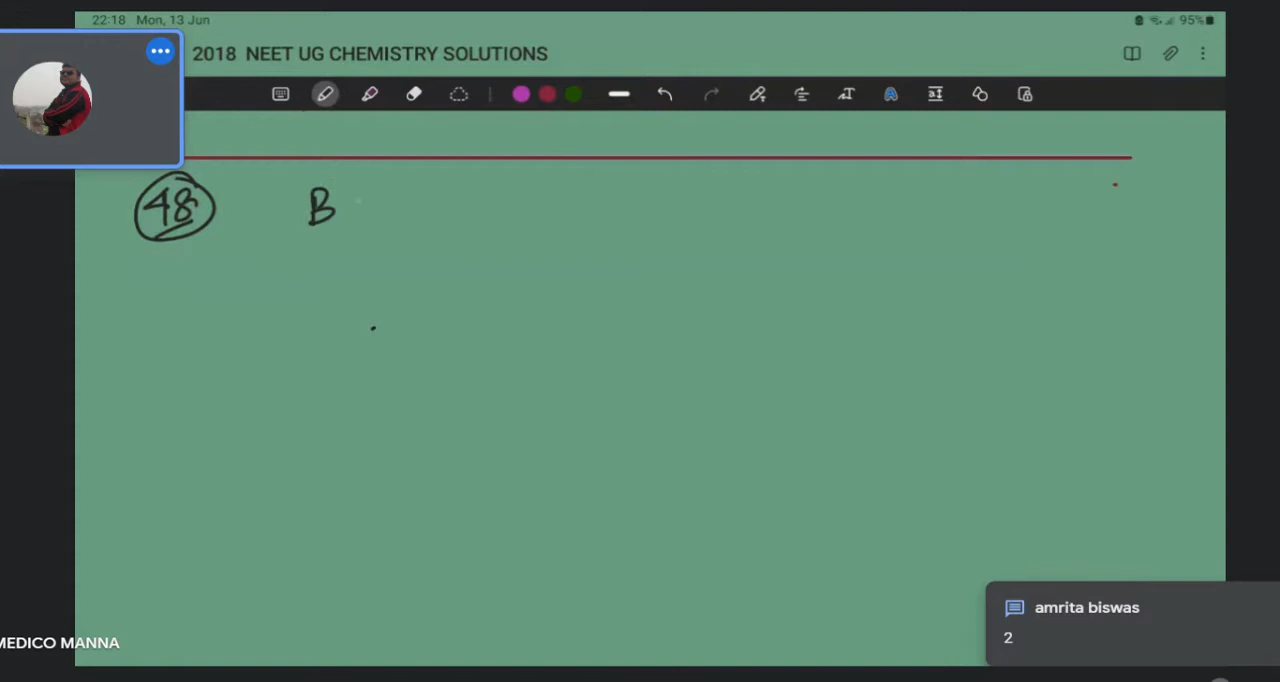 22:18 Mon, 13 Jun
95%
2018 NEET UG CHEMISTRY SOLUTIONS
48 B
amrita biswas
2
MEDICO MANNA